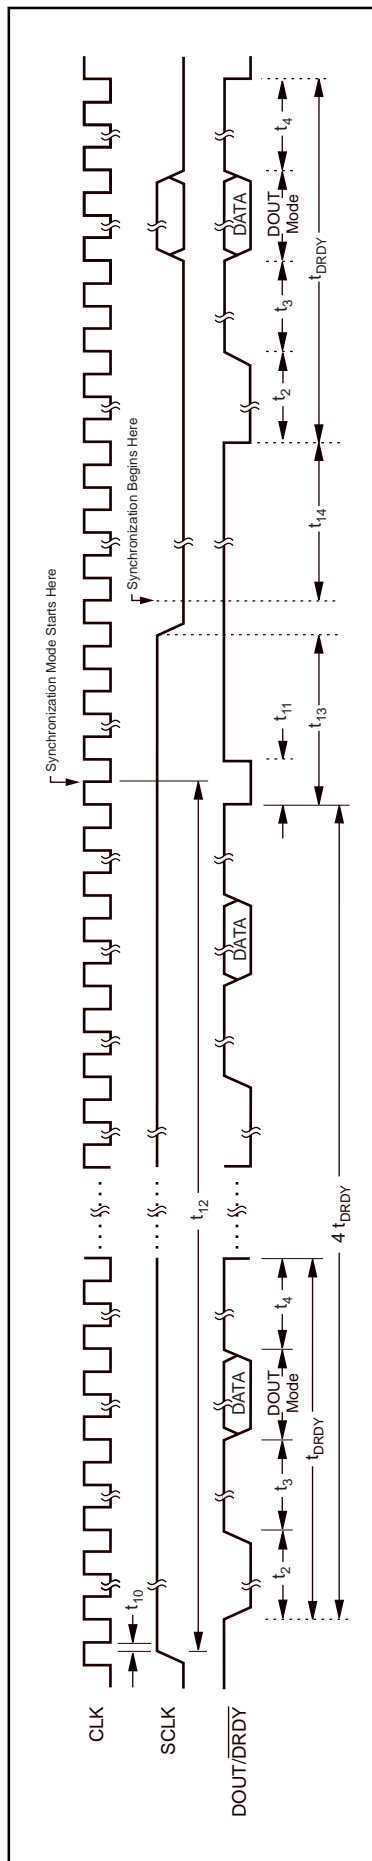 Synchronization Mode Starts Here
Synchronization Begins Here
CLK
SCLK
DOUT/DRDY
t10
t12
DATA
DATA
DATA
t2
t3
DOUT
Mode
t4
tDRDY
4 tDRDY
t11
t13
t14
t2
t3
DOUT
Mode
t4
tDRDY